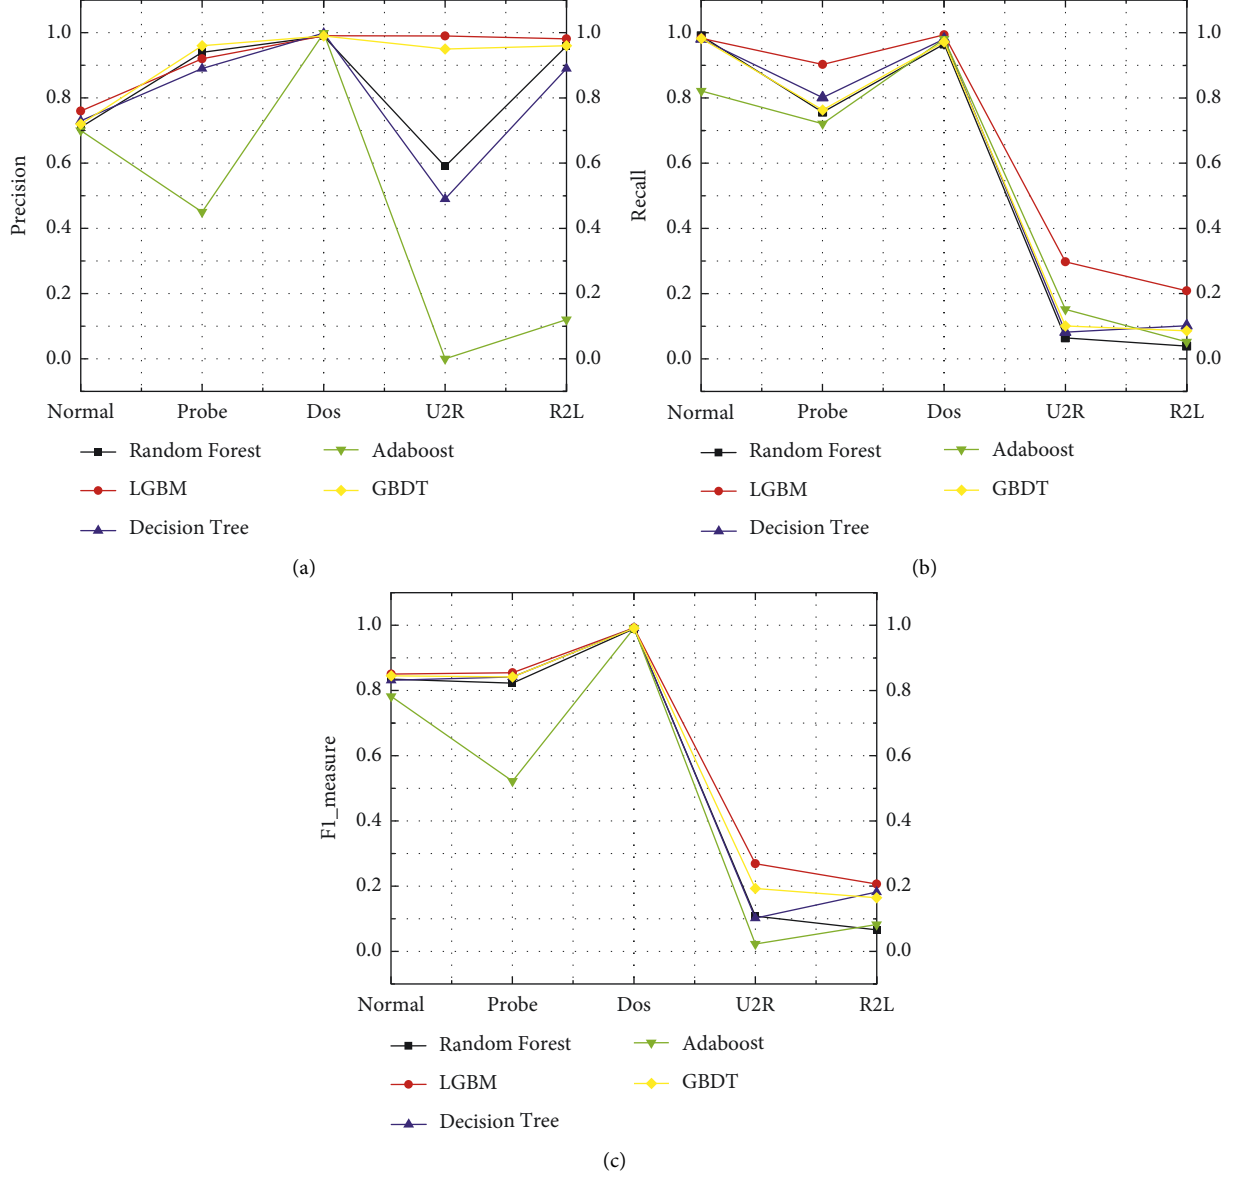 1.0 1.0
0.8 0.8
0.6 0.6
0.4 0.4
0.2 0.2
0.0 0.0
Precision
Normal Probe Dos U2R R2L
Random Forest Adaboost
LGBM GBDT
Decision Tree
(a)
1.0 1.0
0.8 0.8
0.6 0.6
0.4 0.4
0.2 0.2
0.0 0.0
Recall
Normal Probe Dos U2R R2L
Random Forest Adaboost
LGBM GBDT
Decision Tree
(b)
1.0 1.0
0.8 0.8
0.6 0.6
0.4 0.4
0.2 0.2
0.0 0.0
F1_measure
Normal Probe Dos U2R R2L
Random Forest Adaboost
LGBM GBDT
Decision Tree
(c)